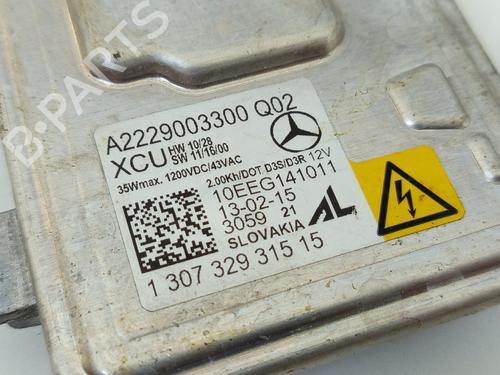 A2229003300 Q02
XCU HW 10/28
SW 11/16/00
35Wmax. 1200VDC/43VAC
2.00Kh/DOT D3S/D3R 12V
10EEG141011
13-02-15
3059 21
SLOVAKIA
AL
1 307 329 315 15
B-PARTS